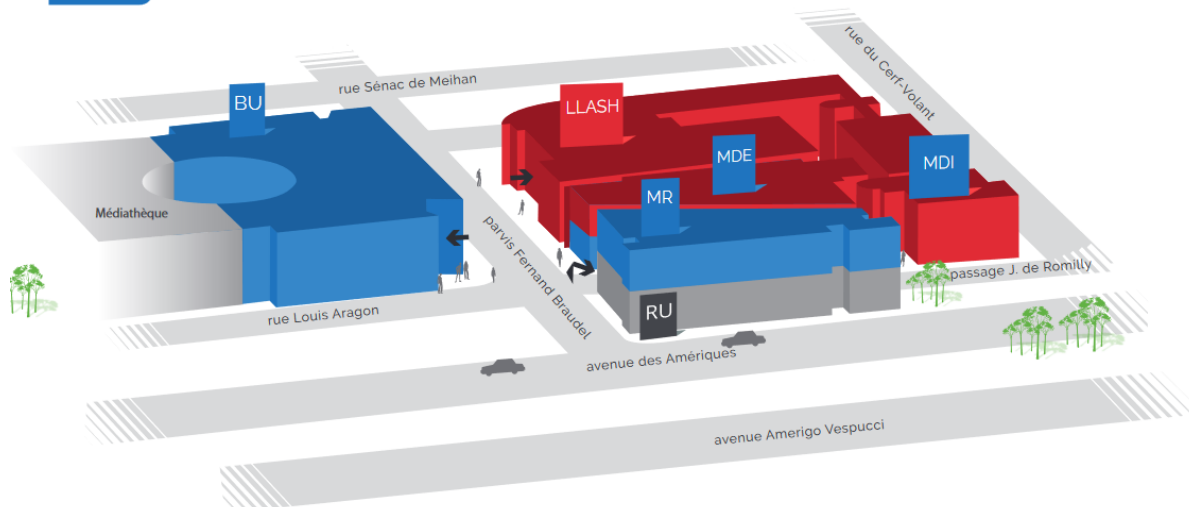 rue du Cerf-Volant
rue Sénac de Meihan
BU
LLASH
MDE
MDI
MR
Médiathèque
parvis Fernand Braudel
passage J. de Romilly
RU
rue Louis Aragon
avenue des Amériques
avenue Amerigo Vespucci